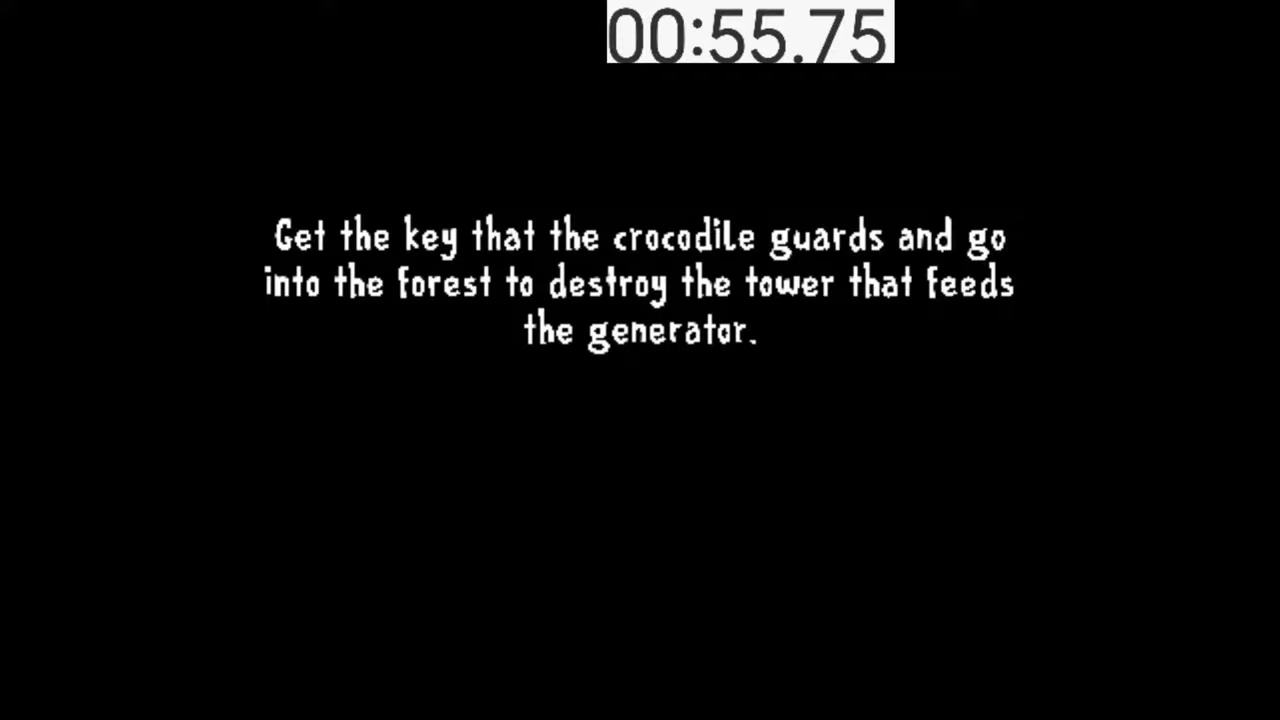 00:55.75
Get the key that the crocodile guards and go
into the forest to destroy the tower that feeds
the generator.